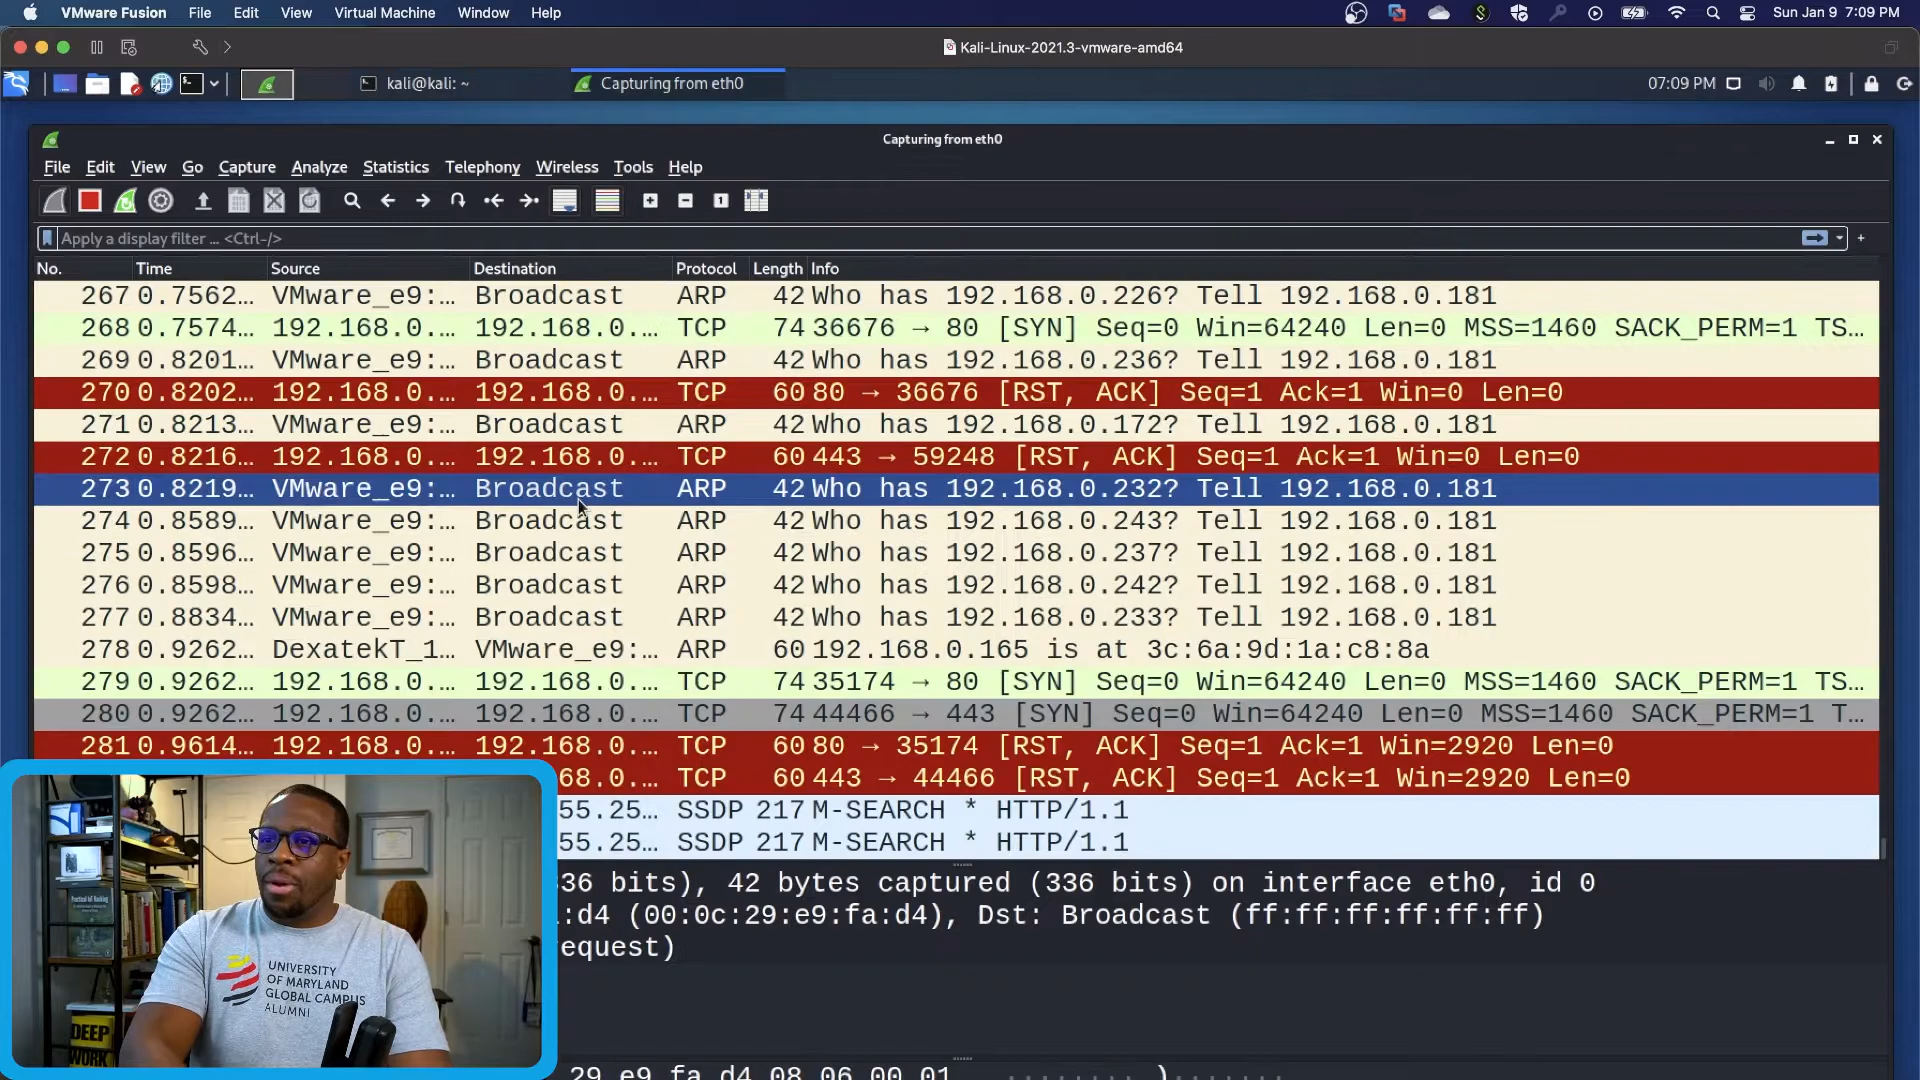 VMware Fusion File Edit View Virtual Machine Window Help Sun Jan 9 7:09 PM
Kali-Linux-2021.3-vmware-amd64
kali@kali: ~ Capturing from eth0 07:09 PM
Capturing from eth0
File Edit View Go Capture Analyze Statistics Telephony Wireless Tools Help
Apply a display filter … <Ctrl-/>
No. Time Source Destination Protocol Length Info
267 0.7562… VMware_e9:… Broadcast ARP 42 Who has 192.168.0.226? Tell 192.168.0.181
268 0.7574… 192.168.0.… 192.168.0.… TCP 74 36676 → 80 [SYN] Seq=0 Win=64240 Len=0 MSS=1460 SACK_PERM=1 TS…
269 0.8201… VMware_e9:… Broadcast ARP 42 Who has 192.168.0.236? Tell 192.168.0.181
270 0.8202… 192.168.0.… 192.168.0.… TCP 60 80 → 36676 [RST, ACK] Seq=1 Ack=1 Win=0 Len=0
271 0.8213… VMware_e9:… Broadcast ARP 42 Who has 192.168.0.172? Tell 192.168.0.181
272 0.8216… 192.168.0.… 192.168.0.… TCP 60 443 → 59248 [RST, ACK] Seq=1 Ack=1 Win=0 Len=0
273 0.8219… VMware_e9:… Broadcast ARP 42 Who has 192.168.0.232? Tell 192.168.0.181
274 0.8589… VMware_e9:… Broadcast ARP 42 Who has 192.168.0.243? Tell 192.168.0.181
275 0.8596… VMware_e9:… Broadcast ARP 42 Who has 192.168.0.237? Tell 192.168.0.181
276 0.8598… VMware_e9:… Broadcast ARP 42 Who has 192.168.0.242? Tell 192.168.0.181
277 0.8834… VMware_e9:… Broadcast ARP 42 Who has 192.168.0.233? Tell 192.168.0.181
278 0.9262… DexatekT_1… VMware_e9:… ARP 60 192.168.0.165 is at 3c:6a:9d:1a:c8:8a
279 0.9262… 192.168.0.… 192.168.0.… TCP 74 35174 → 80 [SYN] Seq=0 Win=64240 Len=0 MSS=1460 SACK_PERM=1 TS…
280 0.9262… 192.168.0.… 192.168.0.… TCP 74 44466 → 443 [SYN] Seq=0 Win=64240 Len=0 MSS=1460 SACK_PERM=1 T…
281 0.9614… 192.168.0.… 192.168.0.… TCP 60 80 → 35174 [RST, ACK] Seq=1 Ack=1 Win=2920 Len=0
68.0.… TCP 60 443 → 44466 [RST, ACK] Seq=1 Ack=1 Win=2920 Len=0
55.25… SSDP 217 M-SEARCH * HTTP/1.1
55.25… SSDP 217 M-SEARCH * HTTP/1.1
36 bits), 42 bytes captured (336 bits) on interface eth0, id 0
:d4 (00:0c:29:e9:fa:d4), Dst: Broadcast (ff:ff:ff:ff:ff:ff)
equest)
29 e9 fa d4 08 06 00 01 ········ )·······
UNIVERSITY
OF MARYLAND
GLOBAL CAMPUS
ALUMNI
DEEP
WORK